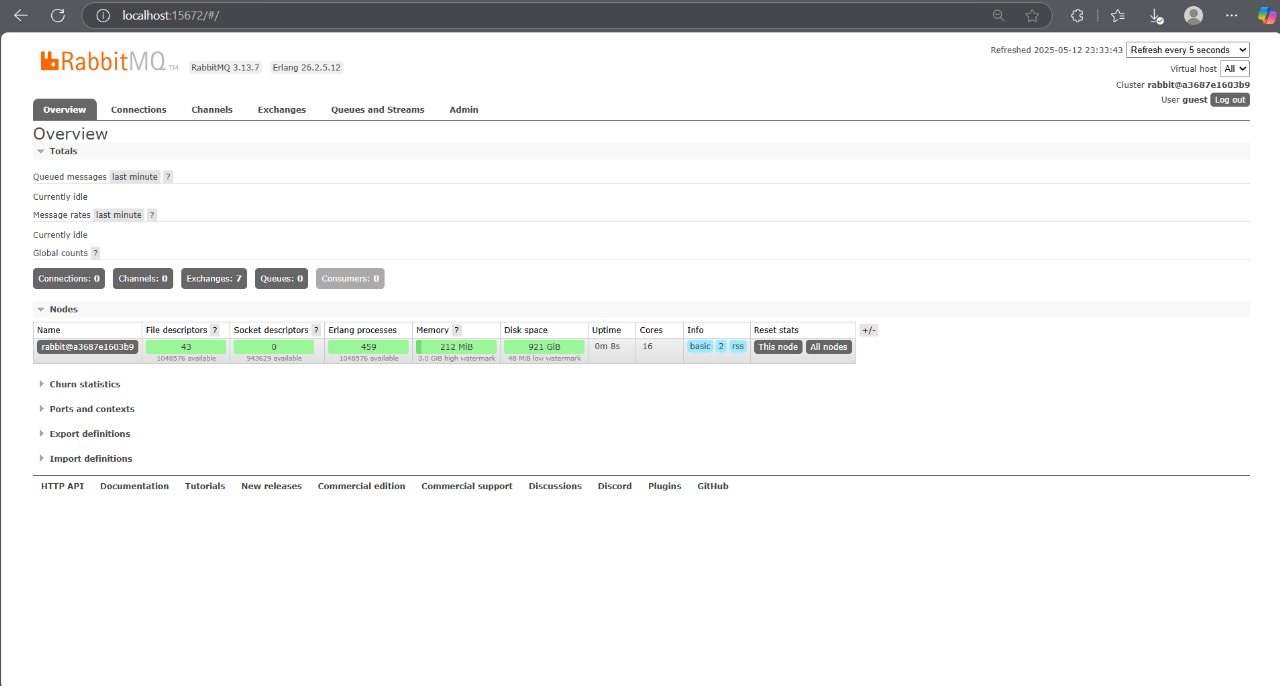 localhost:15672/#/
RabbitMQ TM RabbitMQ 3.13.7 Erlang 26.2.5.12
Refreshed 2025-05-12 23:33:43 Refresh every 5 seconds
Virtual host All
Cluster rabbit@a3687e1603b9
User guest Log out
Overview Connections Channels Exchanges Queues and Streams Admin
Overview
Totals
Queued messages last minute ?
Currently idle
Message rates last minute ?
Currently idle
Global counts ?
Connections: 0 Channels: 0 Exchanges: 7 Queues: 0 Consumers: 0
Nodes
Name File descriptors ? Socket descriptors ? Erlang processes Memory ? Disk space Uptime Cores Info Reset stats +/-
rabbit@a3687e1603b9 43 0 459 212 MiB 921 GiB 0m 8s 16 basic 2 rss This node All nodes
1048576 available 943629 available 1048576 available 3.0 GiB high watermark 48 MiB low watermark
Churn statistics
Ports and contexts
Export definitions
Import definitions
HTTP API Documentation Tutorials New releases Commercial edition Commercial support Discussions Discord Plugins GitHub